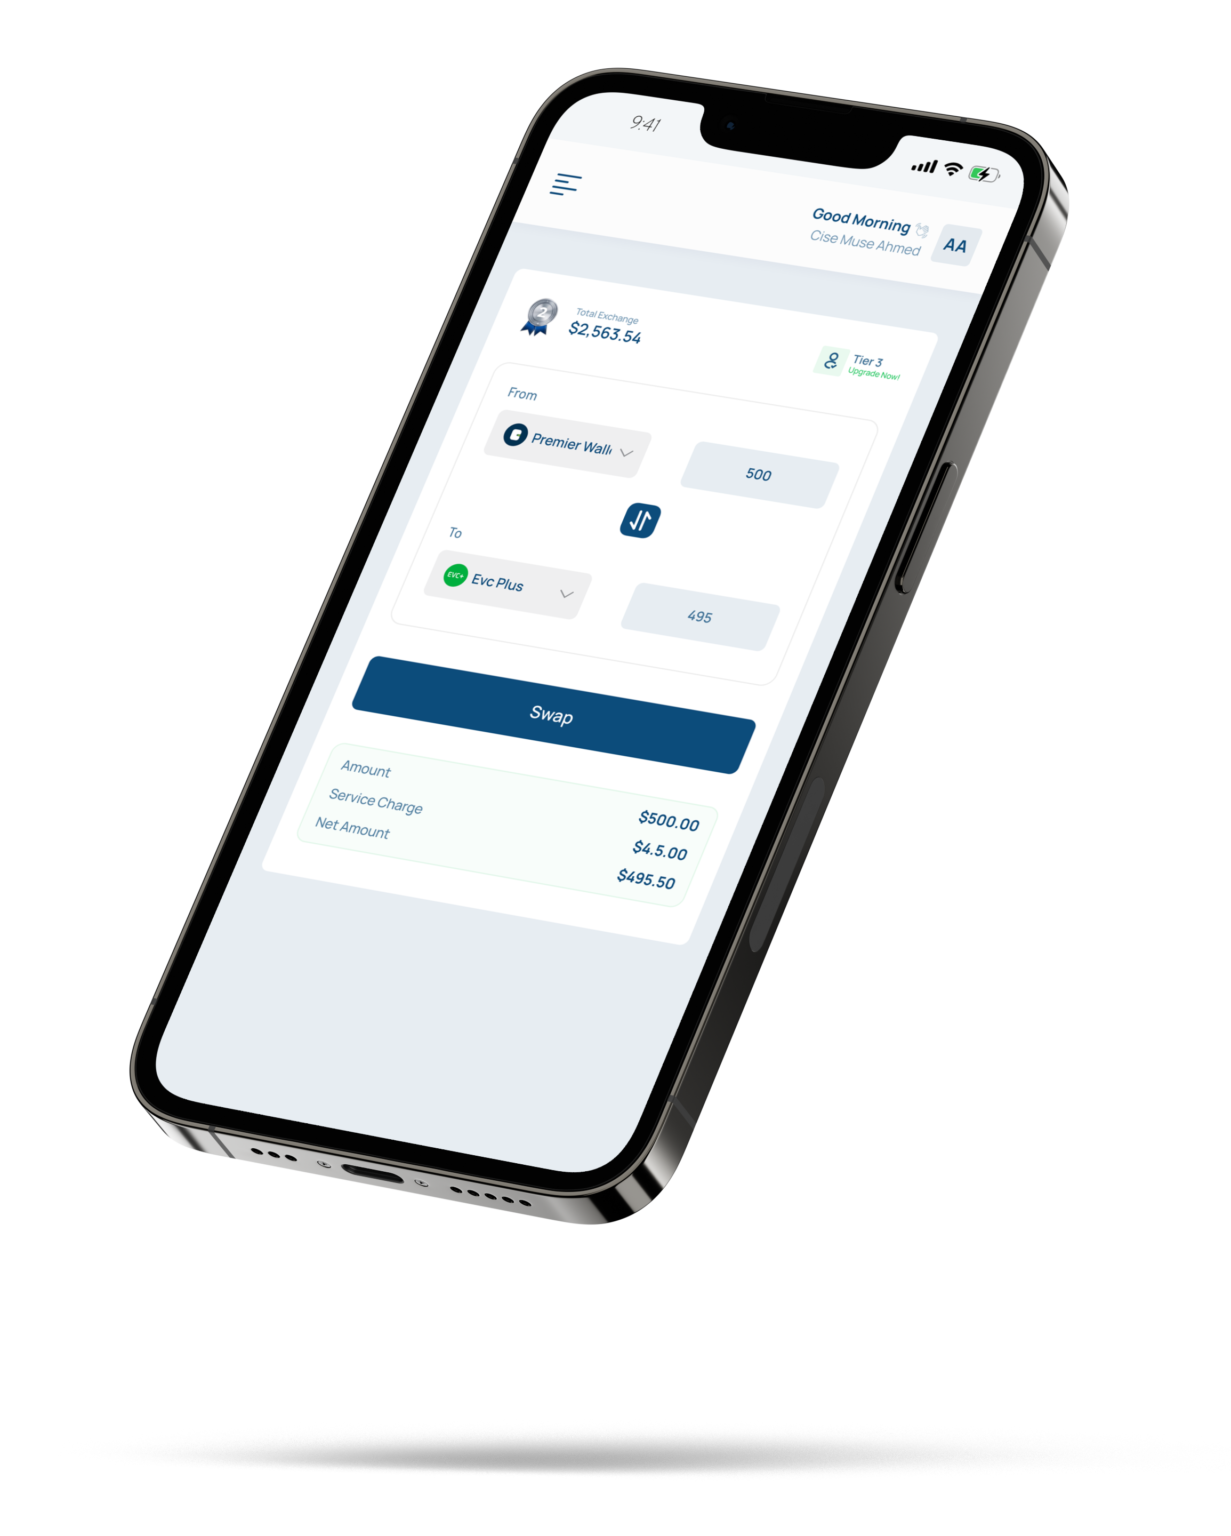 9:41
Good Morning
Cise Muse Ahmed
AA
2
Total Exchange
$2,563.54
Tier 3
Upgrade Now!
From
Premier Wall
500
To
EVC+
Evc Plus
495
Swap
Amount
$500.00
Service Charge
$4.5.00
Net Amount
$495.50